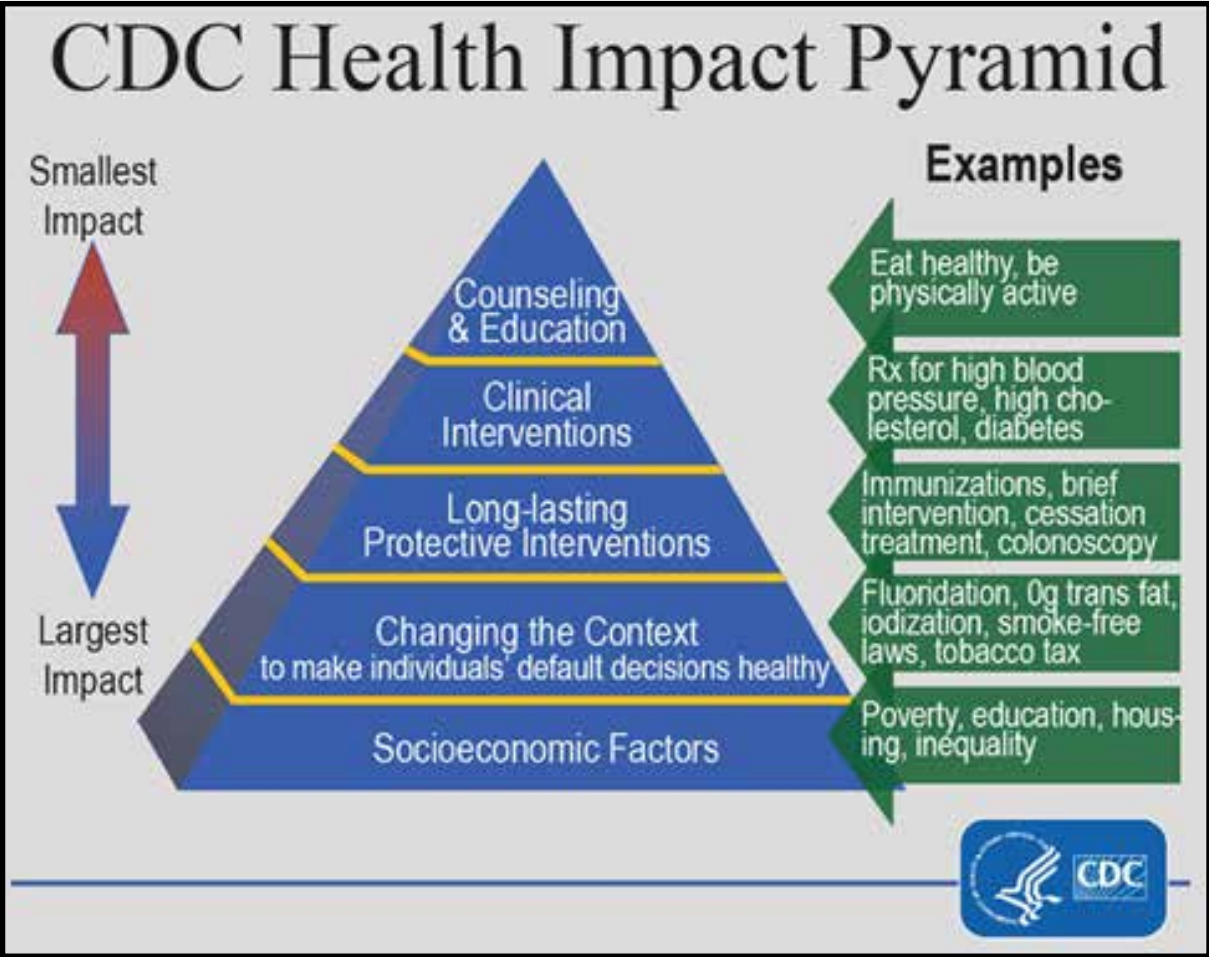 CDC Health Impact Pyramid
Smallest
Impact
Largest
Impact
Counseling
& Education
Clinical
Interventions
Long-lasting
Protective Interventions
Changing the Context
to make individuals' default decisions healthy
Socioeconomic Factors
Examples
Eat healthy, be
physically active
Rx for high blood
pressure, high cho-
lesterol, diabetes
Immunizations, brief
intervention, cessation
treatment, colonoscopy
Fluoridation, 0g trans fat,
iodization, smoke-free
laws, tobacco tax
Poverty, education, hous-
ing, inequality
CDC